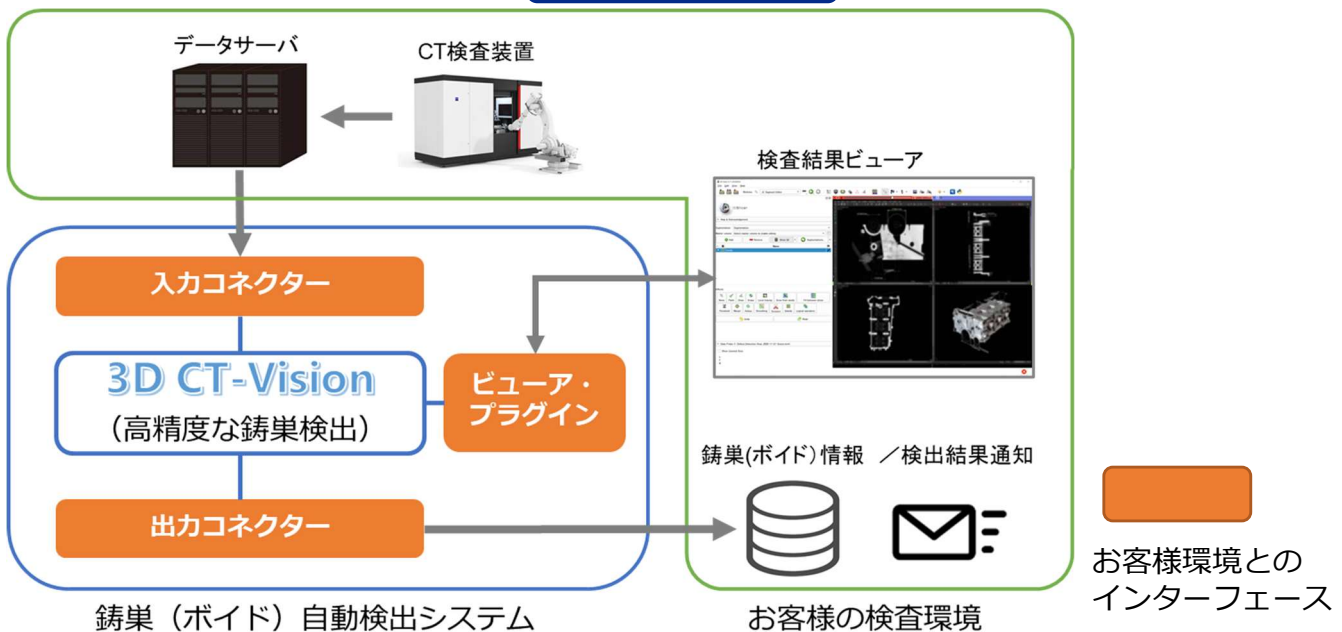 データサーバ
CT検査装置
検査結果ビューア
入力コネクター
3D CT-Vision
（高精度な鋳巣検出）
ビューア・
プラグイン
出力コネクター
鋳巣(ボイド)情報 ／検出結果通知
鋳巣（ボイド）自動検出システム
お客様の検査環境
お客様環境との
インターフェース